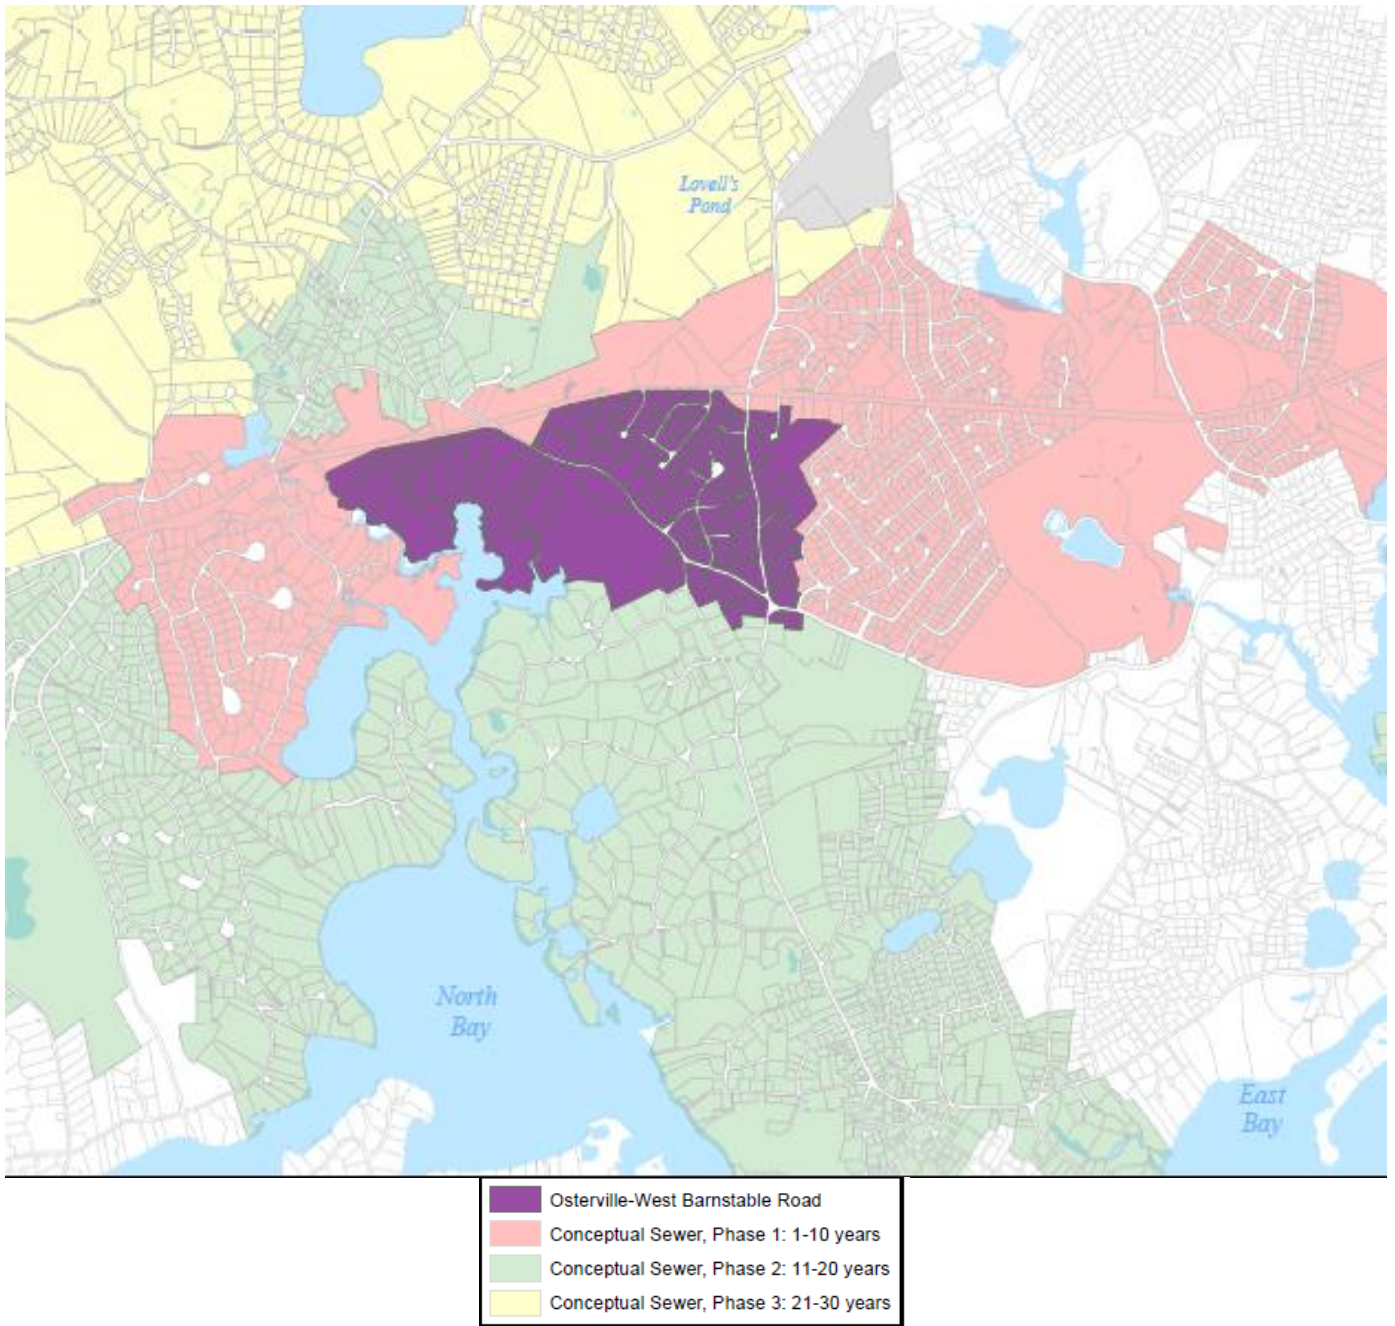 Lovell's
Pond
North
Bay
East
Bay
Osterville-West Barnstable Road
Conceptual Sewer, Phase 1: 1-10 years
Conceptual Sewer, Phase 2: 11-20 years
Conceptual Sewer, Phase 3: 21-30 years